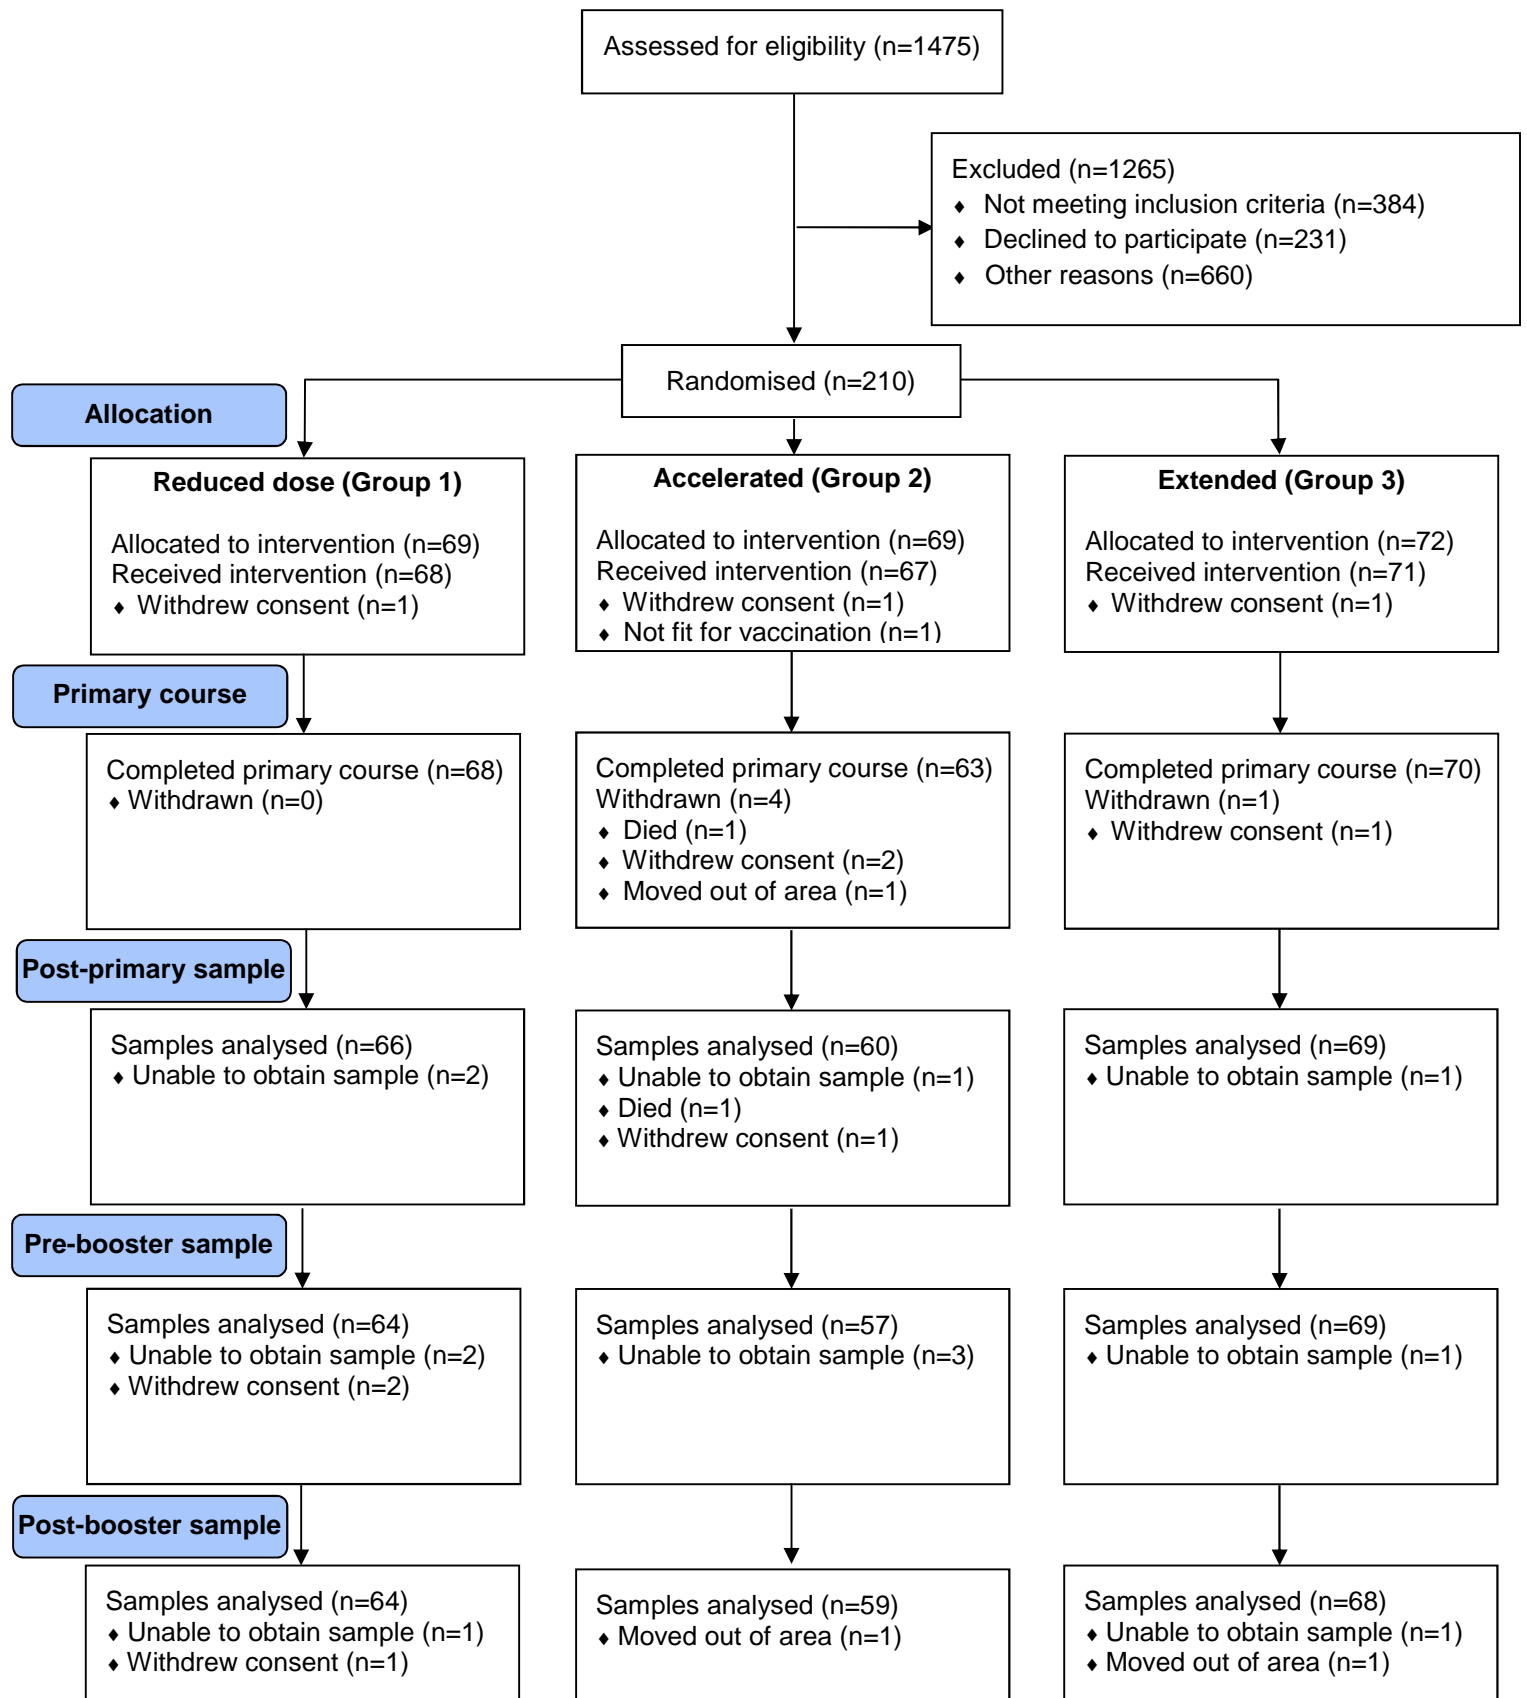 Assessed for eligibility (n=1475)
Excluded (n=1265)
♦ Not meeting inclusion criteria (n=384)
♦ Declined to participate (n=231)
♦ Other reasons (n=660)
Randomised (n=210)
Allocation
Reduced dose (Group 1)
Allocated to intervention (n=69)
Received intervention (n=68)
♦ Withdrew consent (n=1)
Accelerated (Group 2)
Allocated to intervention (n=69)
Received intervention (n=67)
♦ Withdrew consent (n=1)
♦ Not fit for vaccination (n=1)
Extended (Group 3)
Allocated to intervention (n=72)
Received intervention (n=71)
♦ Withdrew consent (n=1)
Primary course
Completed primary course (n=68)
♦ Withdrawn (n=0)
Completed primary course (n=63)
Withdrawn (n=4)
♦ Died (n=1)
♦ Withdrew consent (n=2)
♦ Moved out of area (n=1)
Completed primary course (n=70)
Withdrawn (n=1)
♦ Withdrew consent (n=1)
Post-primary sample
Samples analysed (n=66)
♦ Unable to obtain sample (n=2)
Samples analysed (n=60)
♦ Unable to obtain sample (n=1)
♦ Died (n=1)
♦ Withdrew consent (n=1)
Samples analysed (n=69)
♦ Unable to obtain sample (n=1)
Pre-booster sample
Samples analysed (n=64)
♦ Unable to obtain sample (n=2)
♦ Withdrew consent (n=2)
Samples analysed (n=57)
♦ Unable to obtain sample (n=3)
Samples analysed (n=69)
♦ Unable to obtain sample (n=1)
Post-booster sample
Samples analysed (n=64)
♦ Unable to obtain sample (n=1)
♦ Withdrew consent (n=1)
Samples analysed (n=59)
♦ Moved out of area (n=1)
Samples analysed (n=68)
♦ Unable to obtain sample (n=1)
♦ Moved out of area (n=1)